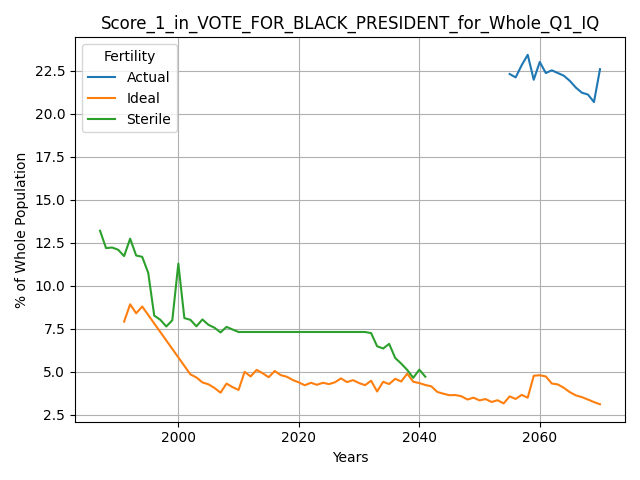 Score_1_in_VOTE_FOR_BLACK_PRESIDENT_for_Whole_Q1_IQ
Fertility
Actual
Ideal
Sterile
% of Whole Population
22.5
20.0
17.5
15.0
12.5
10.0
7.5
5.0
2.5
2000
2020
2040
2060
Years